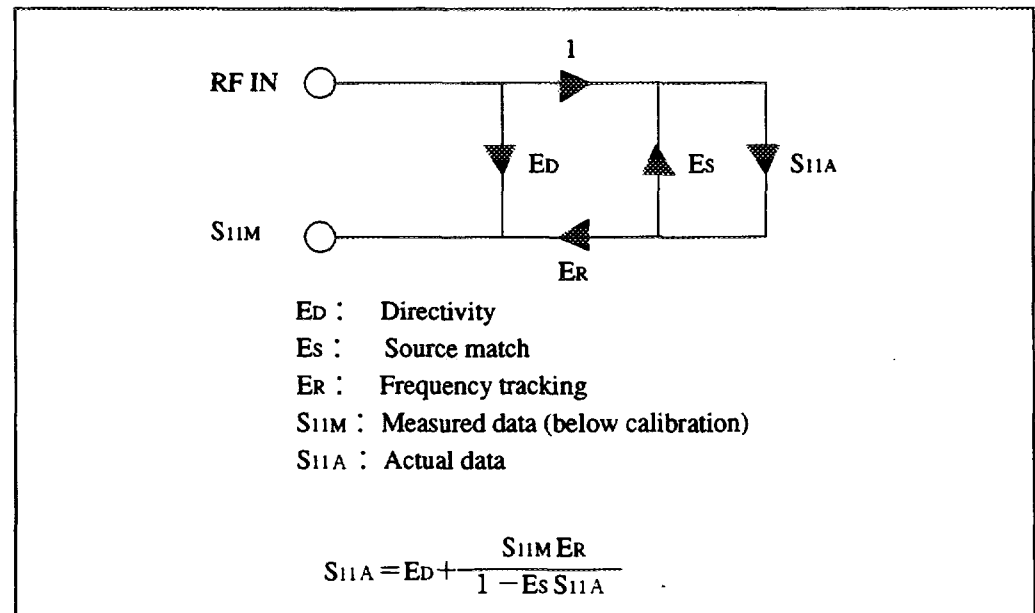 1
RF IN
ED
ES
S11A
S11M
ER
ED : Directivity
ES : Source match
ER : Frequency tracking
S11M : Measured data (below calibration)
S11A : Actual data
S11A = ED + S11M ER / 1 − ES S11A